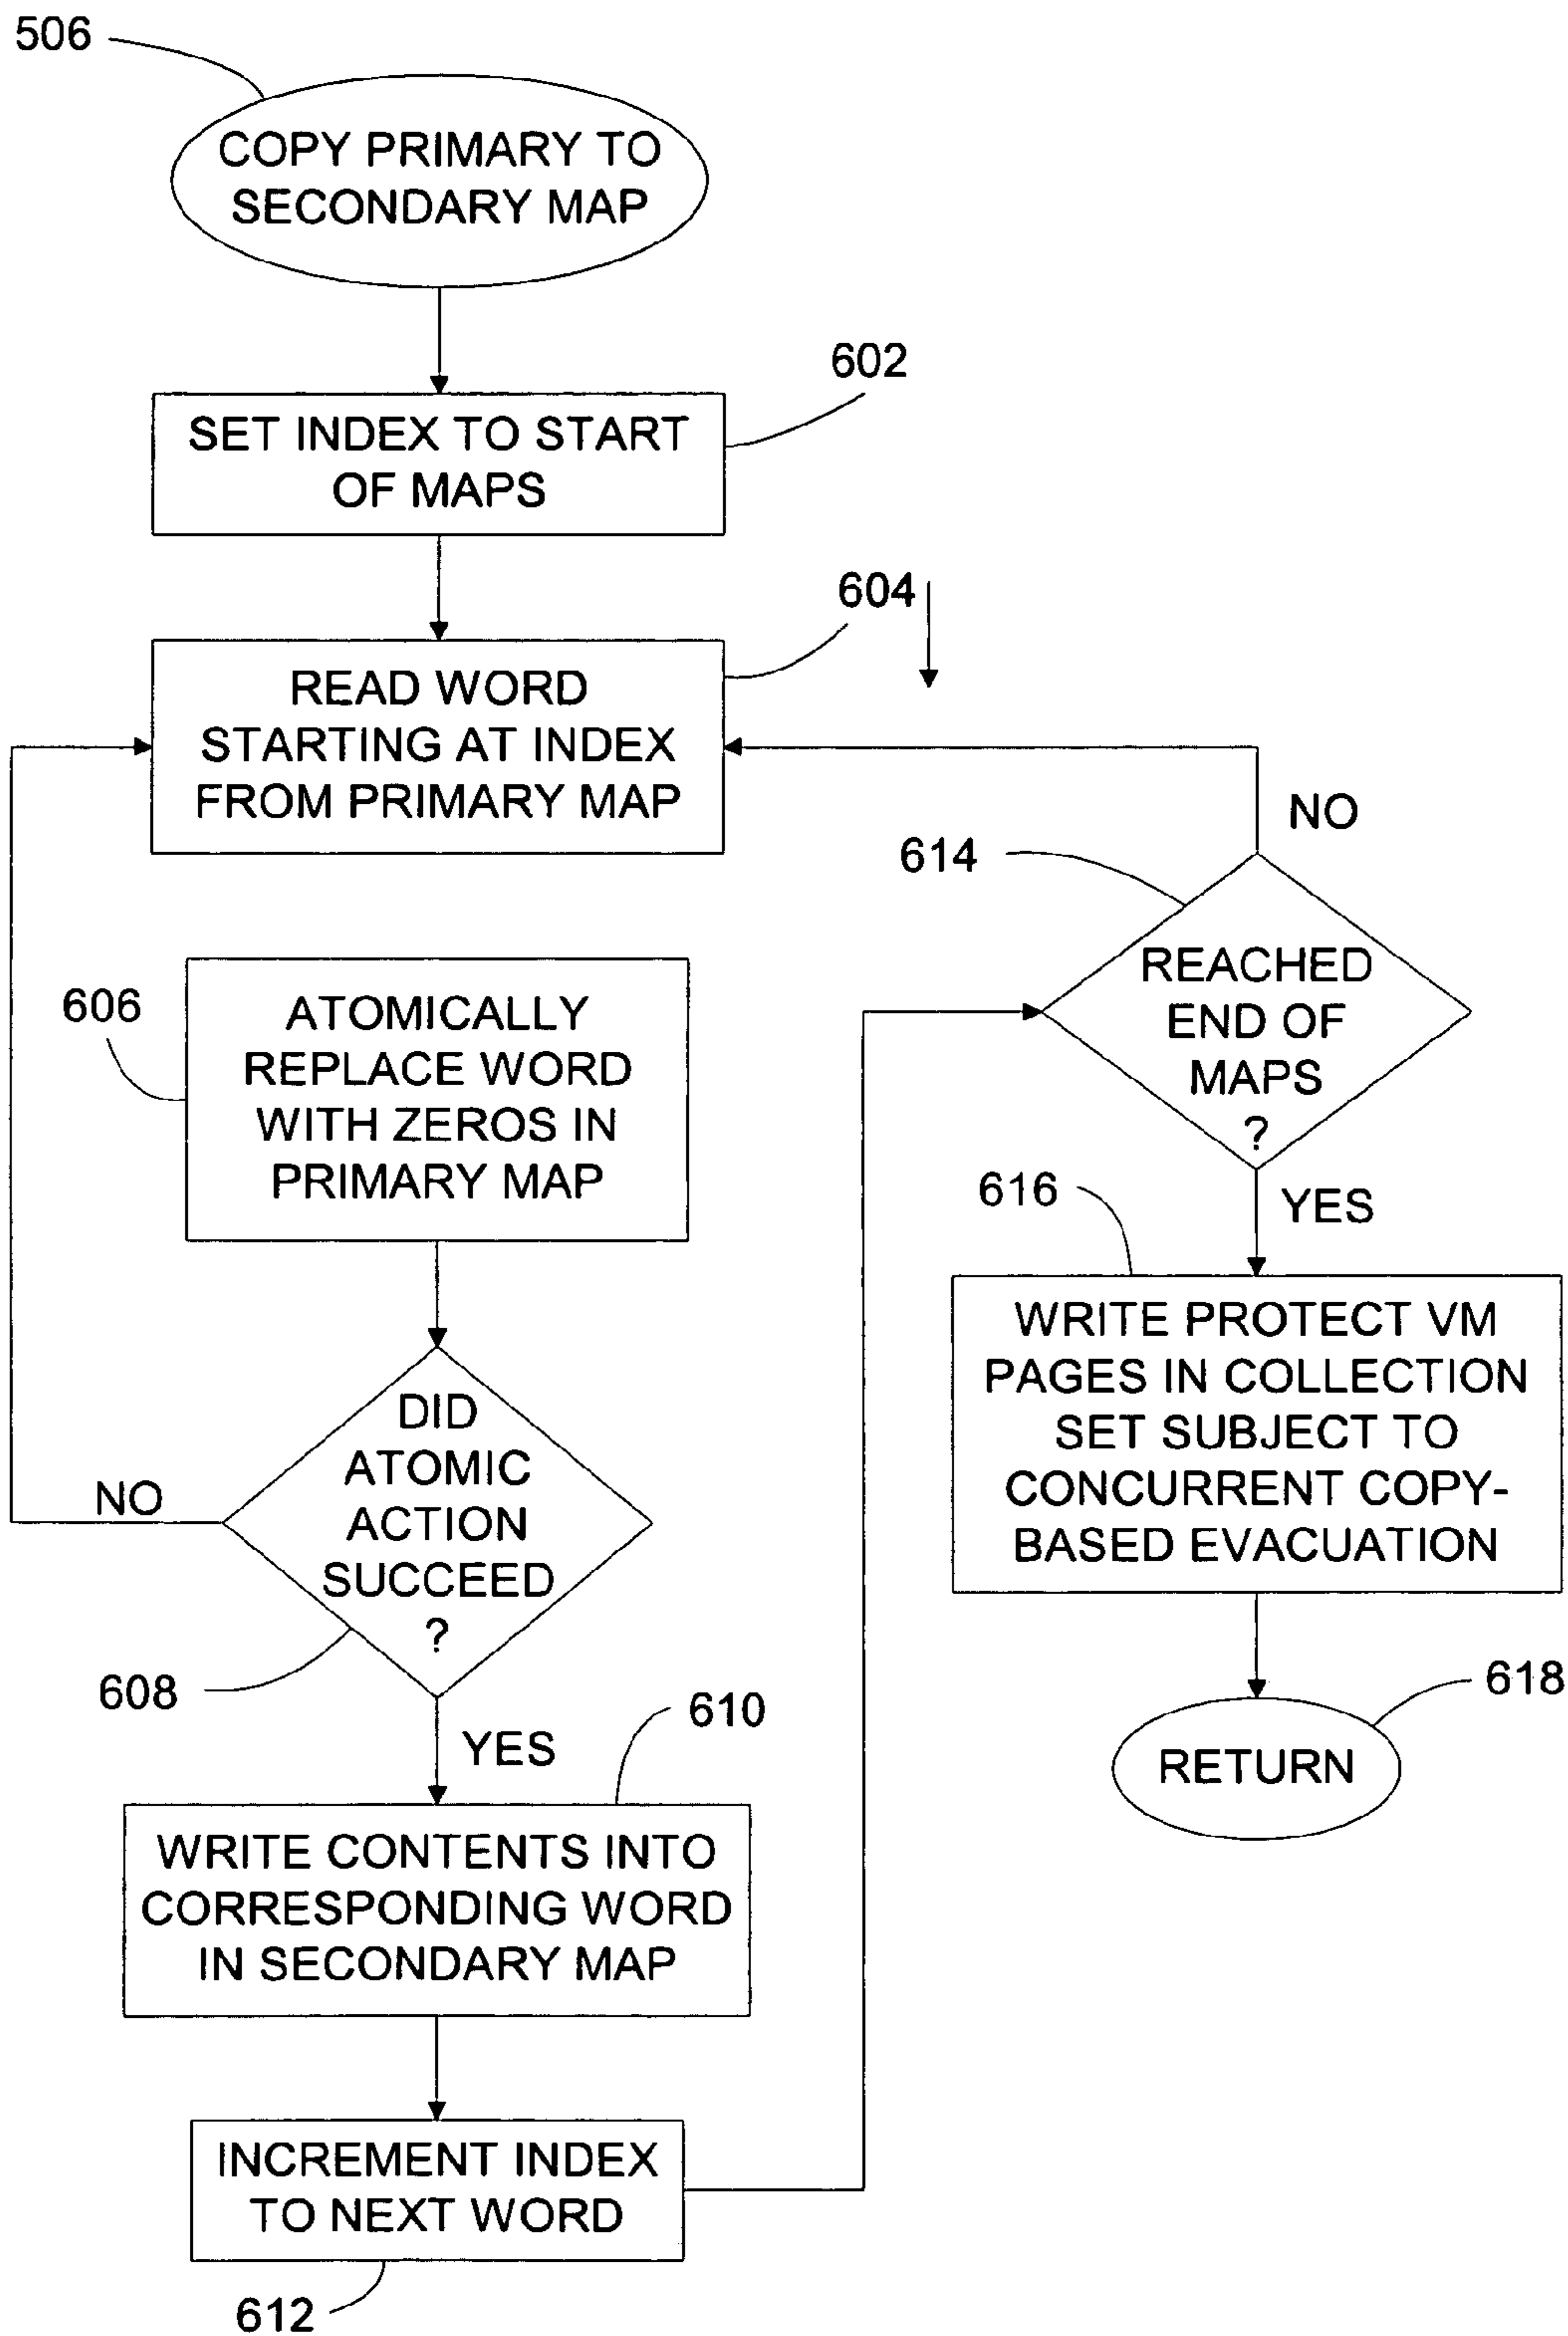 506
COPY PRIMARY TO
SECONDARY MAP
602
SET INDEX TO START
OF MAPS
604
READ WORD
STARTING AT INDEX
FROM PRIMARY MAP
606
ATOMICALLY
REPLACE WORD
WITH ZEROS IN
PRIMARY MAP
DID
ATOMIC
ACTION
SUCCEED
?
NO
608
YES
610
WRITE CONTENTS INTO
CORRESPONDING WORD
IN SECONDARY MAP
INCREMENT INDEX
TO NEXT WORD
612
NO
614
REACHED
END OF
MAPS
?
616
YES
WRITE PROTECT VM
PAGES IN COLLECTION
SET SUBJECT TO
CONCURRENT COPY-
BASED EVACUATION
618
RETURN